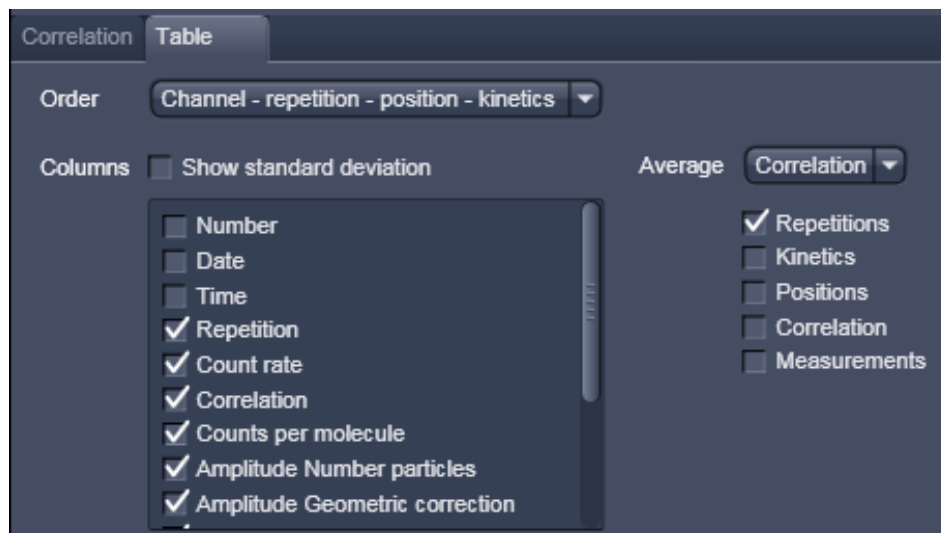 Correlation Table
Order Channel - repetition - position - kinetics
Columns Show standard deviation Average Correlation
Number
Date
Time
Repetition
Count rate
Correlation
Counts per molecule
Amplitude Number particles
Amplitude Geometric correction
Repetitions
Kinetics
Positions
Correlation
Measurements